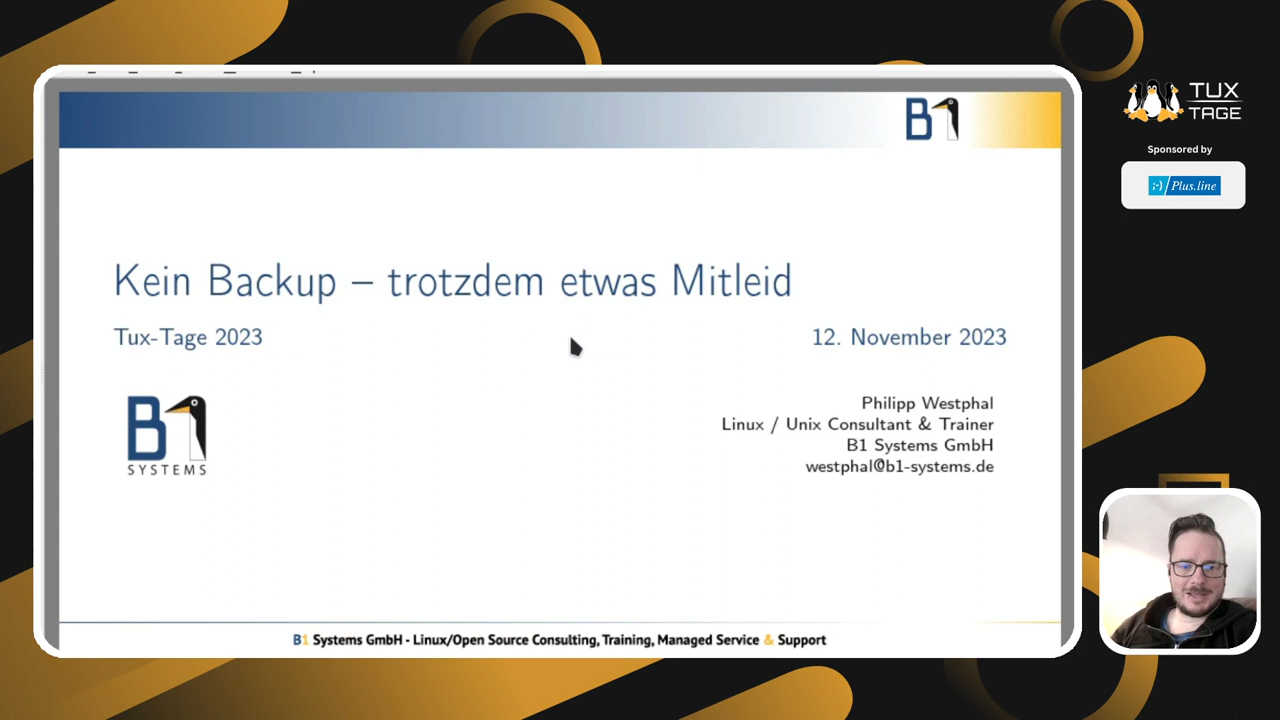 B1
TUX
TAGE
Sponsored by
;-) Plus.line
Kein Backup – trotzdem etwas Mitleid
Tux-Tage 2023
12. November 2023
B1
SYSTEMS
Philipp Westphal
Linux / Unix Consultant & Trainer
B1 Systems GmbH
westphal@b1-systems.de
B1 Systems GmbH - Linux/Open Source Consulting, Training, Managed Service & Support